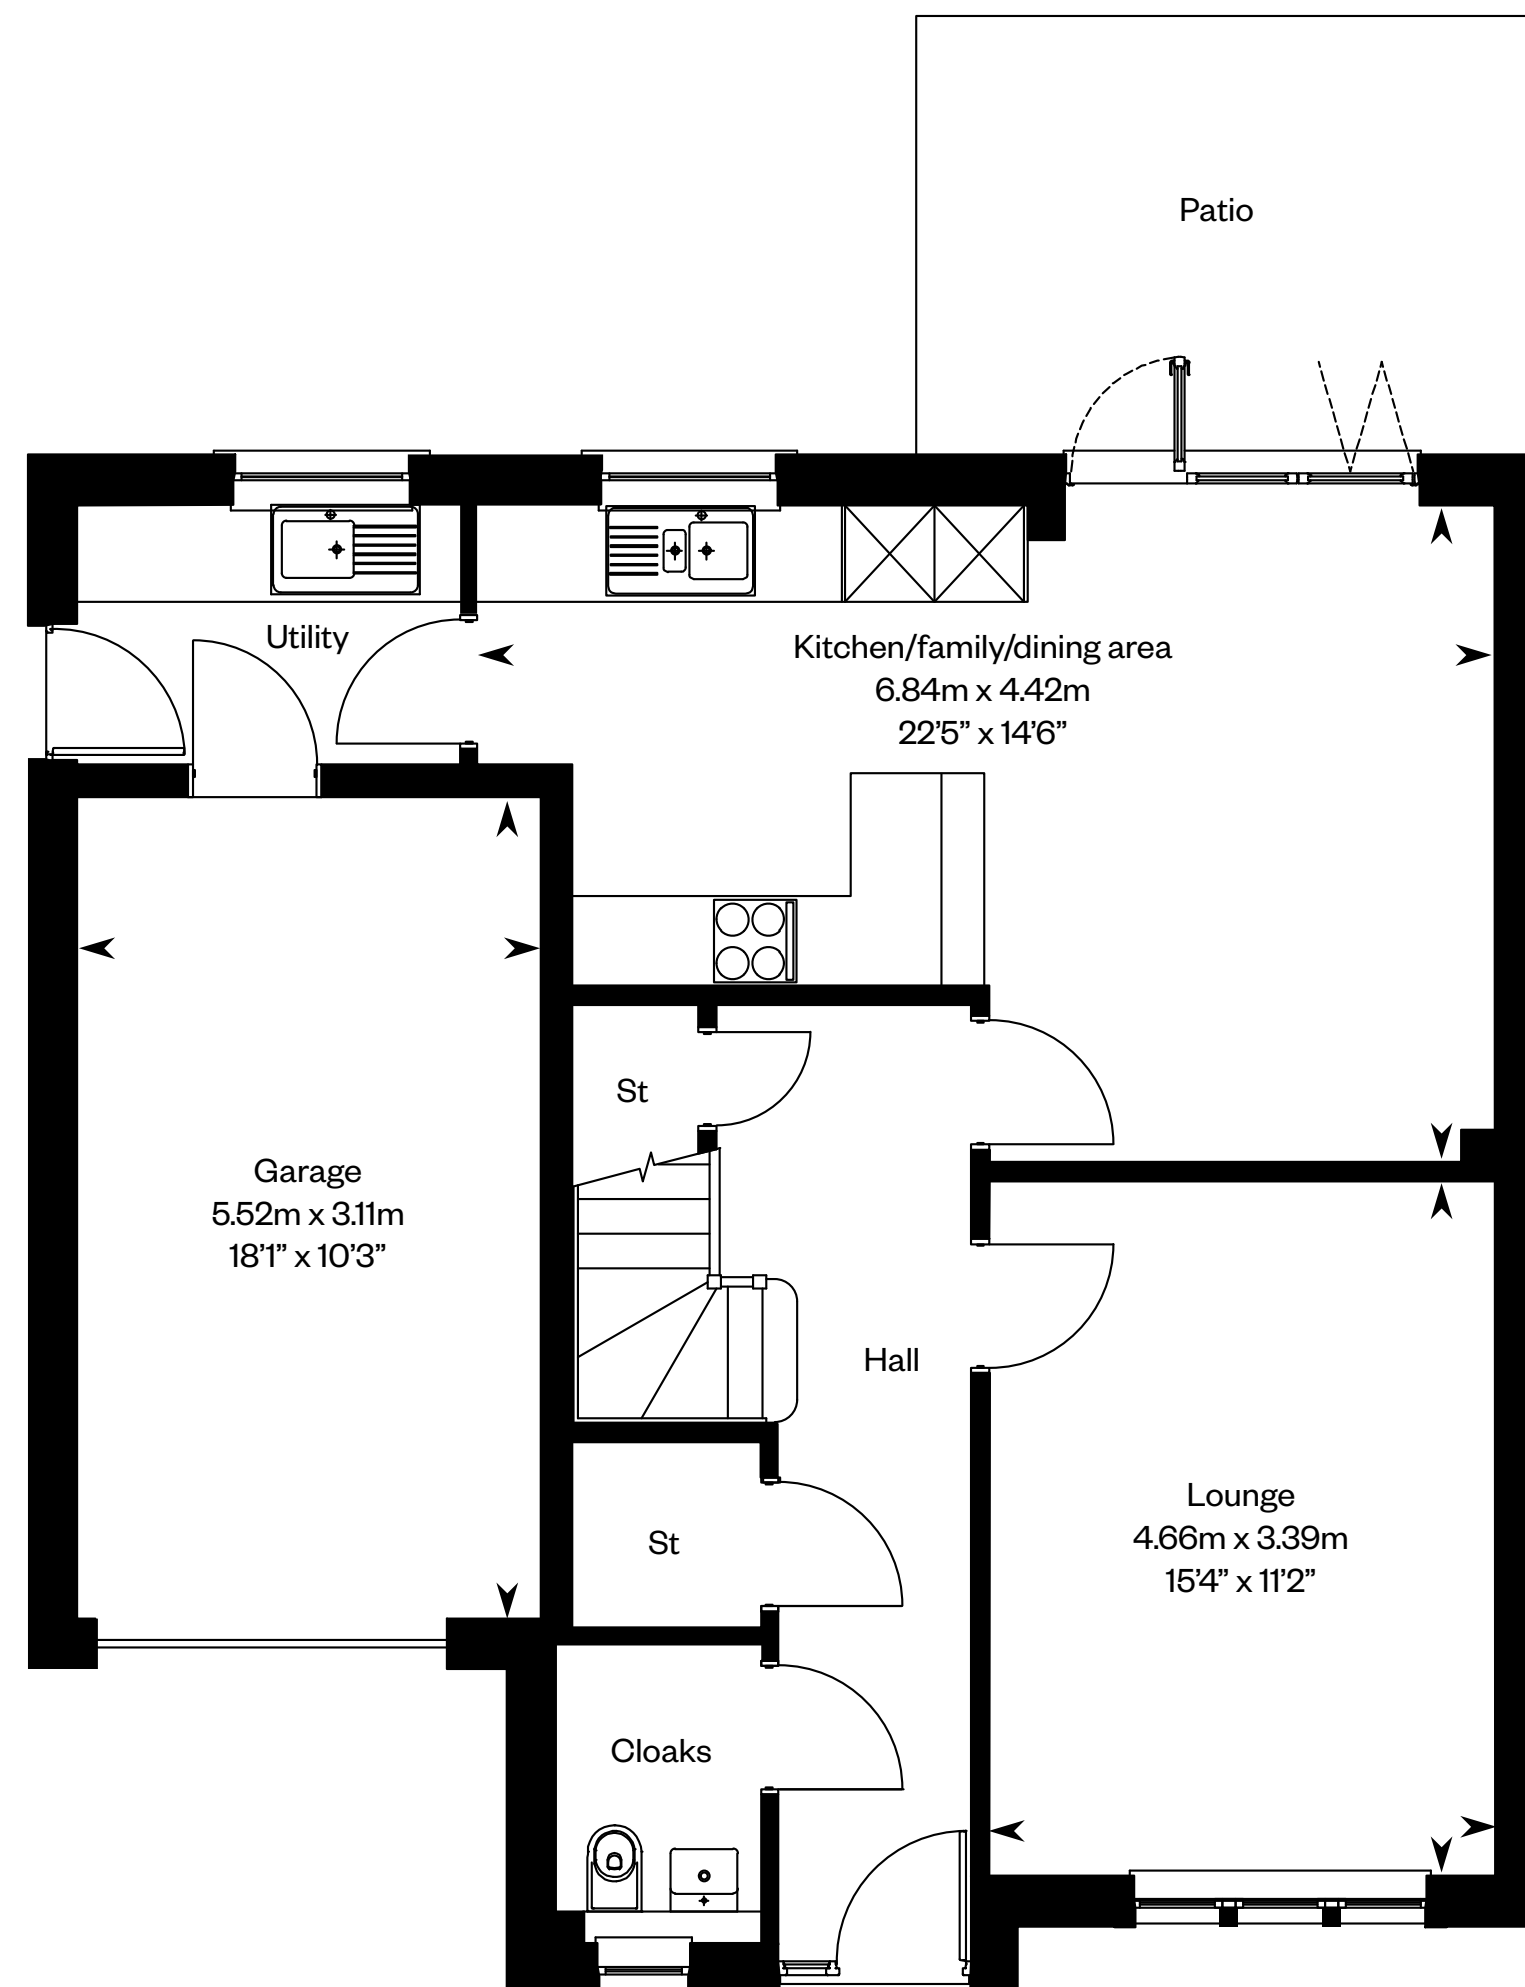 Patio
Utility
Kitchen/family/dining area
6.84m x 4.42m
22’5” x 14’6”
St
Garage
5.52m x 3.11m
18’1” x 10’3”
Hall
Lounge
4.66m x 3.39m
15’4” x 11’2”
St
Cloaks